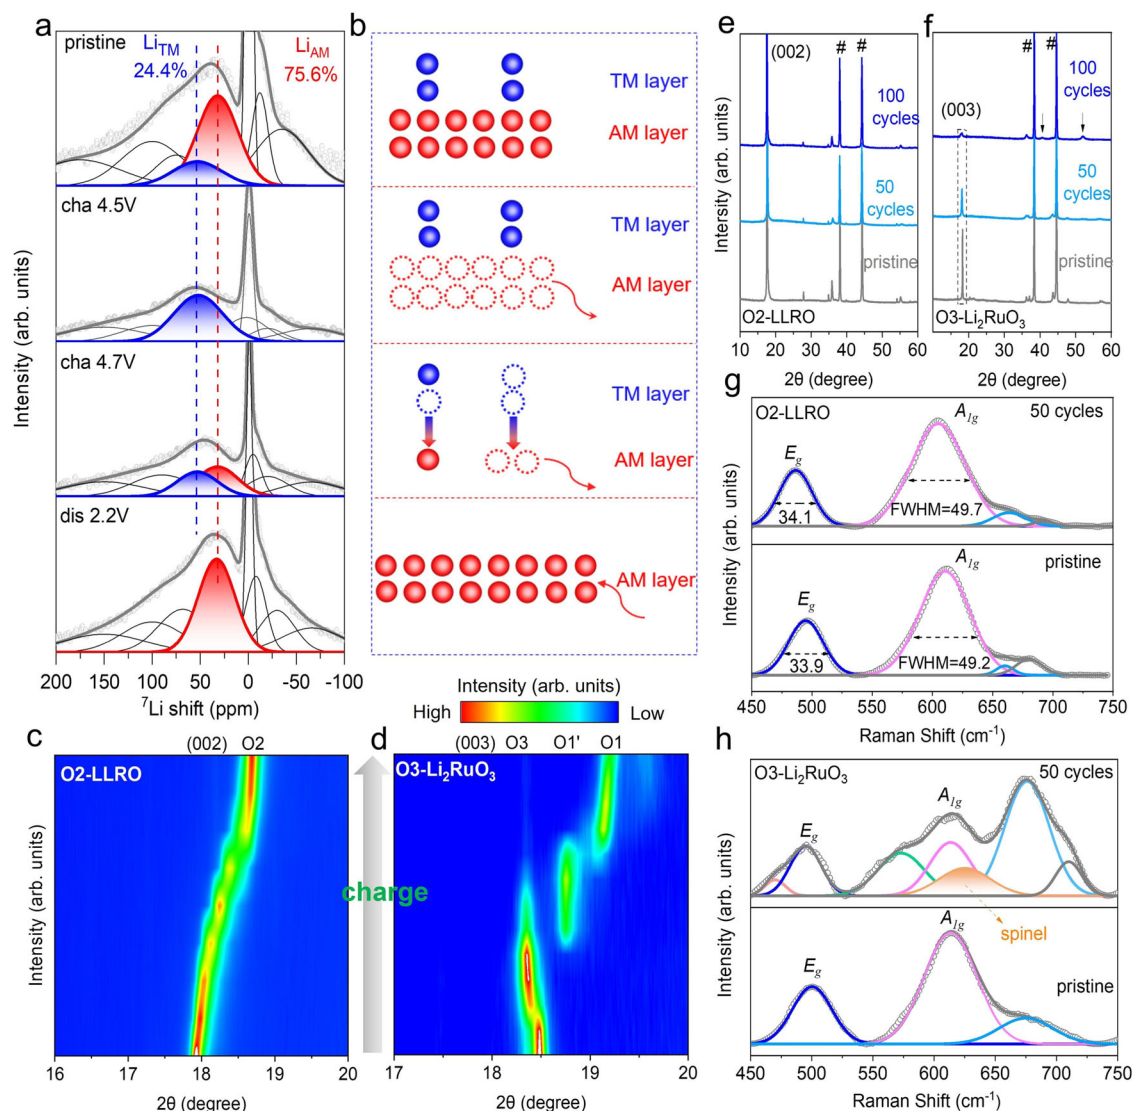 a
pristine
Li_TM
24.4%
Li_AM
75.6%
cha 4.5V
cha 4.7V
dis 2.2V
Intensity (arb. units)
200 150 100 50 0 -50 -100
⁷Li shift (ppm)
b
TM layer
AM layer
TM layer
AM layer
TM layer
AM layer
AM layer
Intensity (arb. units)
High
Low
c
(002) O2
O2-LLRO
Intensity (arb. units)
16 17 18 19 20
2θ (degree)
charge
d
(003) O3 O1' O1
O3-Li₂RuO₃
16 17 18 19 20
2θ (degree)
e
(002)
# #
100
cycles
50
cycles
pristine
O2-LLRO
Intensity (arb. units)
10 20 30 40 50 60
2θ (degree)
f
# #
100
cycles
(003)
50
cycles
pristine
O3-Li₂RuO₃
20 40 60
2θ (degree)
g
O2-LLRO
A_1g
50 cycles
E_g
34.1
FWHM=49.7
A_1g
pristine
E_g
33.9
FWHM=49.2
Intensity (arb. units)
450 500 550 600 650 700 750
Raman Shift (cm⁻¹)
h
O3-Li₂RuO₃
50 cycles
A_1g
E_g
spinel
A_1g
pristine
E_g
Intensity (arb. units)
450 500 550 600 650 700 750
Raman Shift (cm⁻¹)